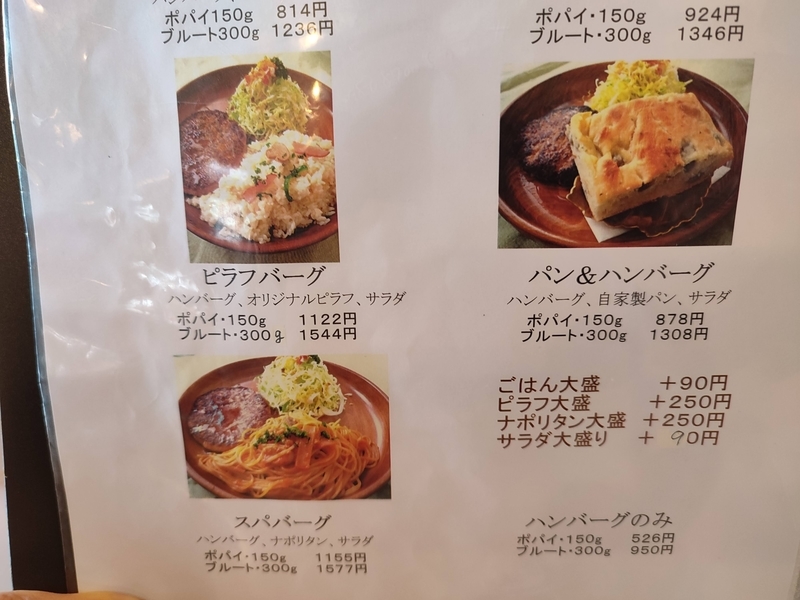 ポパイ150g 814円
ブルート300g 1236円
ポパイ・150g 924円
ブルート・300g 1346円
ピラフバーグ
ハンバーグ、オリジナルピラフ、サラダ
ポパイ・150g 1122円
ブルート・300g 1544円
パン&ハンバーグ
ハンバーグ、自家製パン、サラダ
ポパイ・150g 878円
ブルート・300g 1308円
ごはん大盛 +90円
ピラフ大盛 +250円
ナポリタン大盛 +250円
サラダ大盛り + 90円
スパバーグ
ハンバーグ、ナポリタン、サラダ
ポパイ・150g 1155円
ブルート・300g 1577円
ハンバーグのみ
ポパイ・150g 526円
ブルート・300g 950円